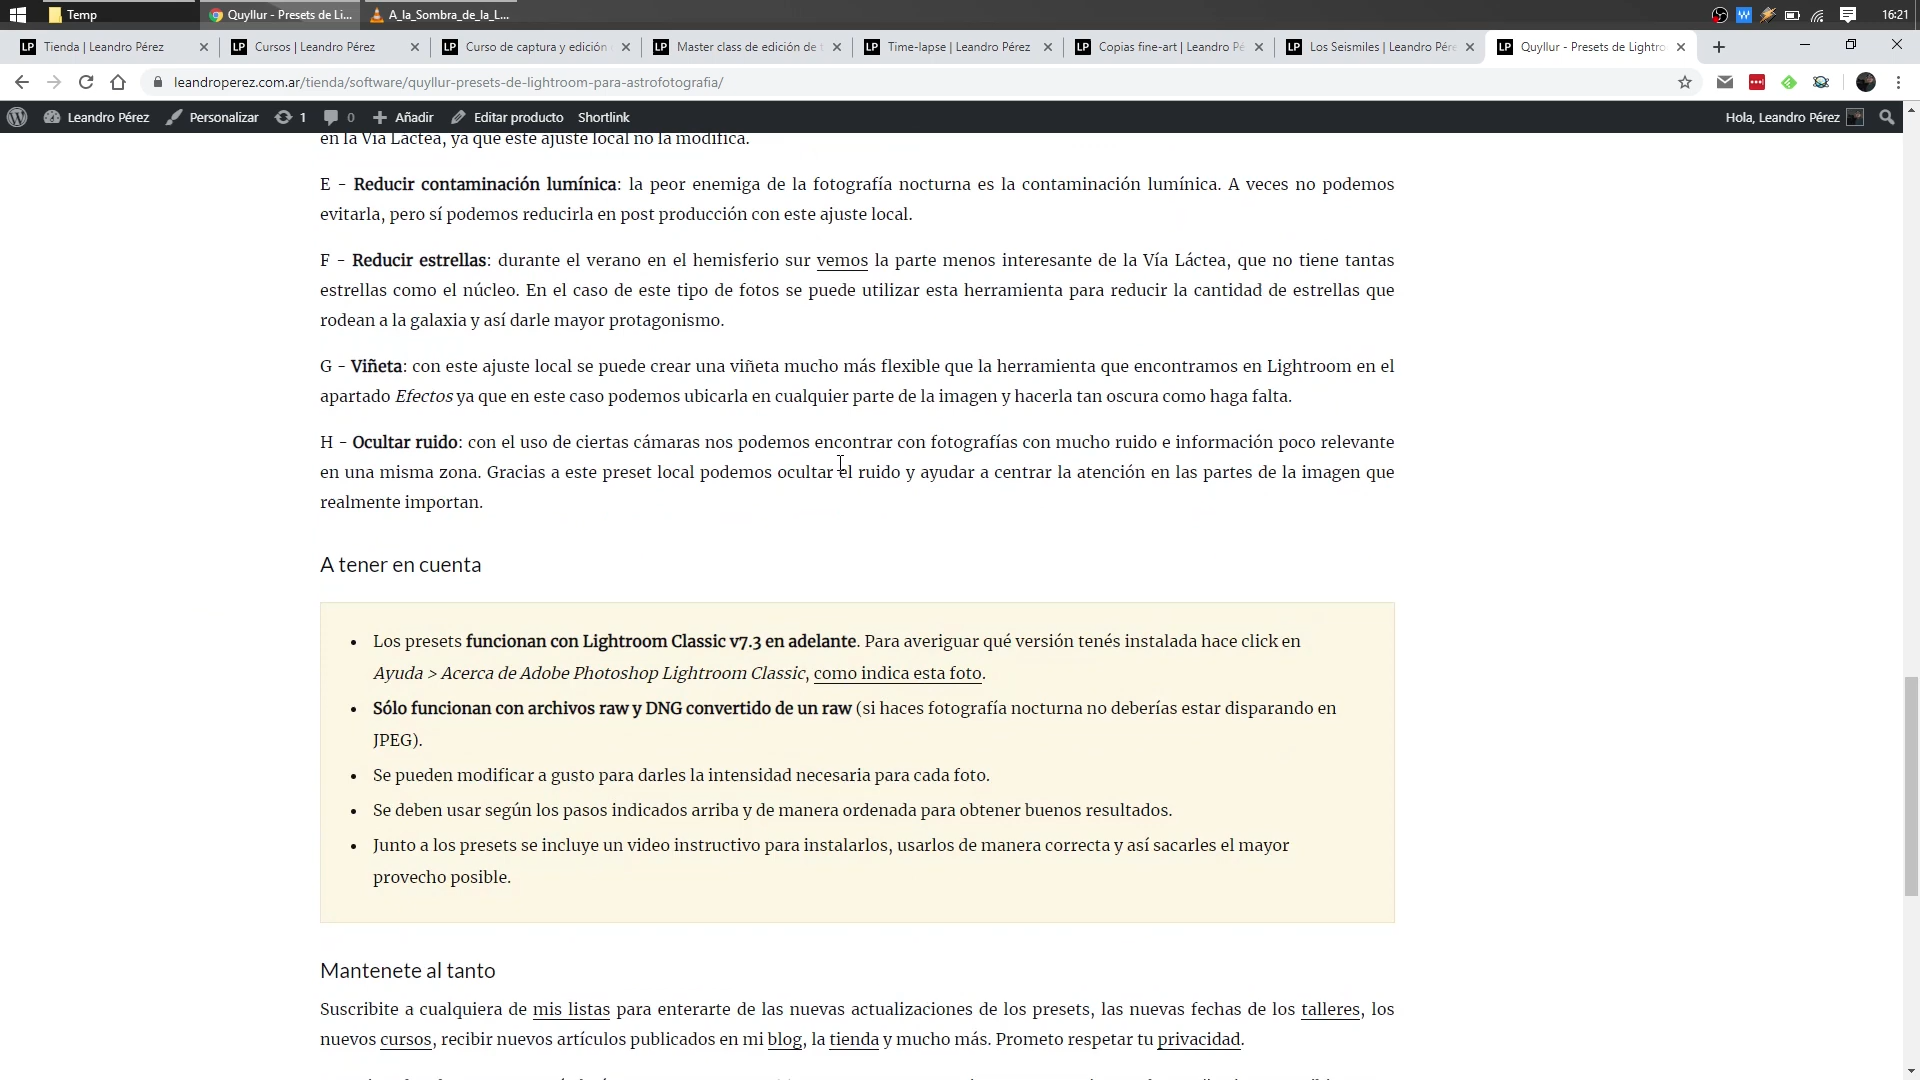 Temp
Quyllur - Presets de Li...
A_la_Sombra_de_la_L...
16:21
LP Tienda | Leandro Pérez
LP Cursos | Leandro Pérez
LP Curso de captura y edición
LP Master class de edición de
LP Time-lapse | Leandro Pérez
LP Copias fine-art | Leandro Pé
LP Los Seismiles | Leandro Pére
LP Quyllur - Presets de Lightro
leandroperez.com.ar/tienda/software/quyllur-presets-de-lightroom-para-astrofotografia/
Leandro Pérez
Personalizar
1
0
Añadir
Editar producto
Shortlink
Hola, Leandro Pérez
en la Vía Láctea, ya que este ajuste local no la modifica.
E - Reducir contaminación lumínica: la peor enemiga de la fotografía nocturna es la contaminación lumínica. A veces no podemos
evitarla, pero sí podemos reducirla en post producción con este ajuste local.
F - Reducir estrellas: durante el verano en el hemisferio sur vemos la parte menos interesante de la Vía Láctea, que no tiene tantas
estrellas como el núcleo. En el caso de este tipo de fotos se puede utilizar esta herramienta para reducir la cantidad de estrellas que
rodean a la galaxia y así darle mayor protagonismo.
G - Viñeta: con este ajuste local se puede crear una viñeta mucho más flexible que la herramienta que encontramos en Lightroom en el
apartado Efectos ya que en este caso podemos ubicarla en cualquier parte de la imagen y hacerla tan oscura como haga falta.
H - Ocultar ruido: con el uso de ciertas cámaras nos podemos encontrar con fotografías con mucho ruido e información poco relevante
en una misma zona. Gracias a este preset local podemos ocultar el ruido y ayudar a centrar la atención en las partes de la imagen que
realmente importan.
A tener en cuenta
• Los presets funcionan con Lightroom Classic v7.3 en adelante. Para averiguar qué versión tenés instalada hace click en
Ayuda > Acerca de Adobe Photoshop Lightroom Classic, como indica esta foto.
• Sólo funcionan con archivos raw y DNG convertido de un raw (si haces fotografía nocturna no deberías estar disparando en
JPEG).
• Se pueden modificar a gusto para darles la intensidad necesaria para cada foto.
• Se deben usar según los pasos indicados arriba y de manera ordenada para obtener buenos resultados.
• Junto a los presets se incluye un video instructivo para instalarlos, usarlos de manera correcta y así sacarles el mayor
provecho posible.
Mantenete al tanto
Suscribite a cualquiera de mis listas para enterarte de las nuevas actualizaciones de los presets, las nuevas fechas de los talleres, los
nuevos cursos, recibir nuevos artículos publicados en mi blog, la tienda y mucho más. Prometo respetar tu privacidad.